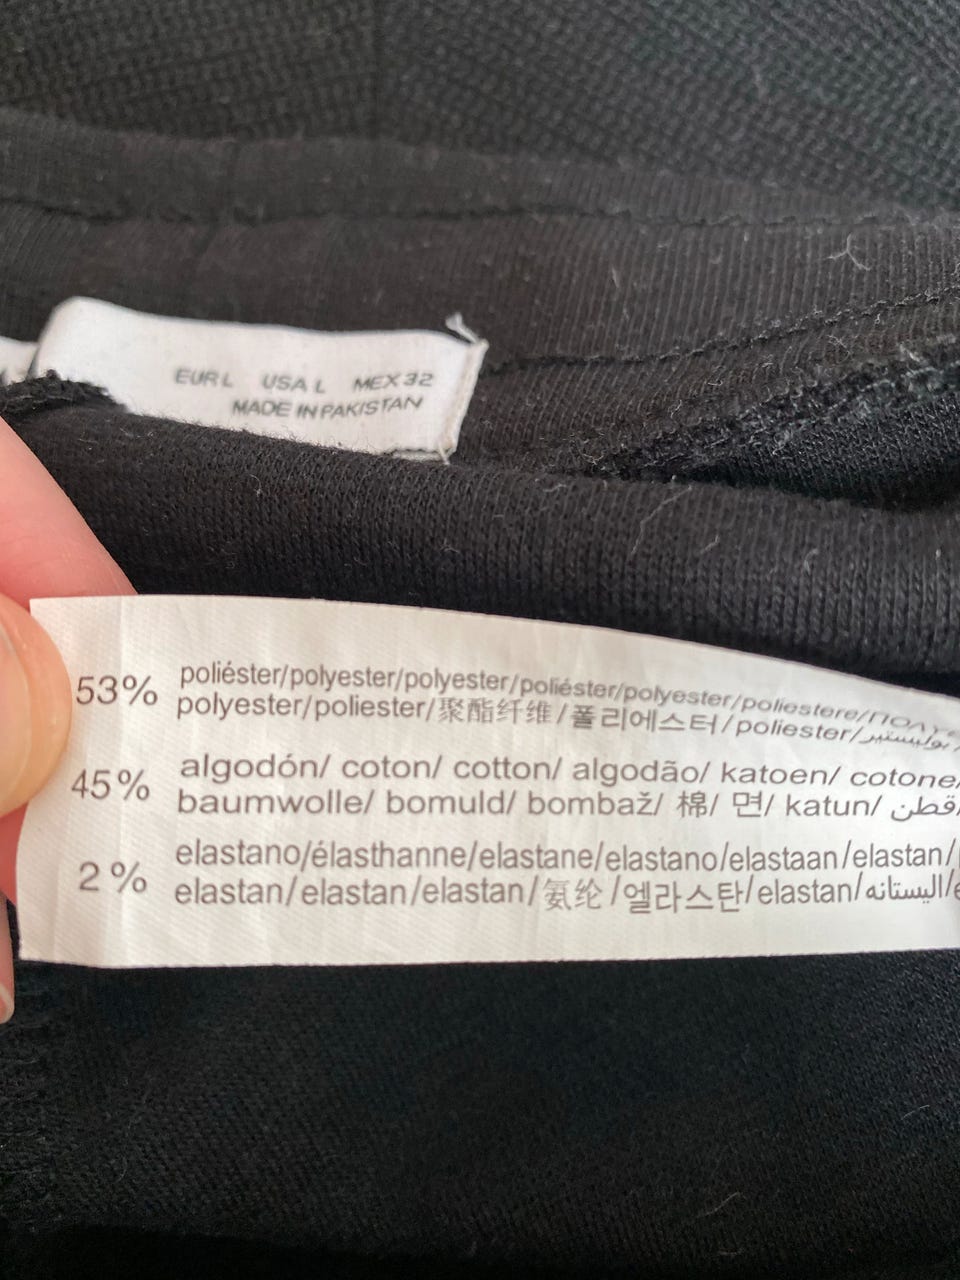 EUR L USA L MEX 32
MADE IN PAKISTAN
53% poliéster/polyester/polyester/poliéster/polyester/poliestere/
polyester/poliester/聚酯纤维/폴리에스터/poliester/بوليستير
45% algodón/ coton/ cotton/ algodão/ katoen/ cotone/
baumwolle/ bomuld/ bombaž/ 棉/ 면/ katun/ قطن/
2% elastano/élasthanne/elastane/elastano/elastaan/elastan/
elastan/elastan/elastan/氨纶/엘라스탄/elastan/اليستانه/